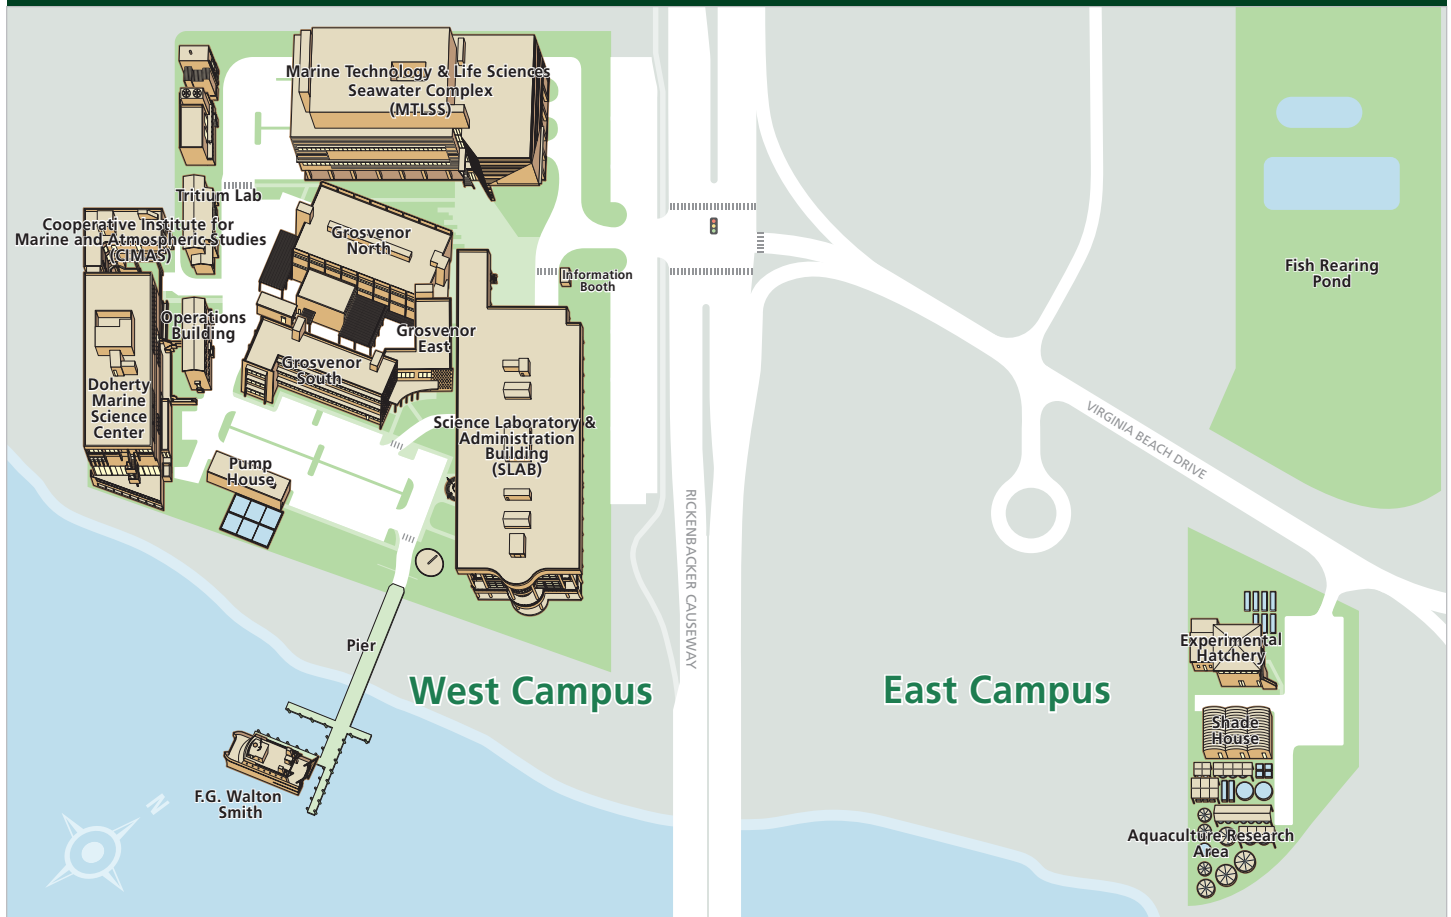 Marine Technology & Life Sciences
Seawater Complex
(MTLSS)
Tritium Lab
Cooperative Institute for
Marine and Atmospheric Studies
(CIMAS)
Grosvenor
North
Information
Booth
Operations
Building
Grosvenor
East
Grosvenor
South
Doherty
Marine
Science
Center
Science Laboratory &
Administration
Building
(SLAB)
Pump
House
Pier
West Campus
F.G. Walton
Smith
N
RICKENBACKER CAUSEWAY
Fish Rearing
Pond
VIRGINIA BEACH DRIVE
East Campus
Experimental
Hatchery
Shade
House
Aquaculture Research
Area